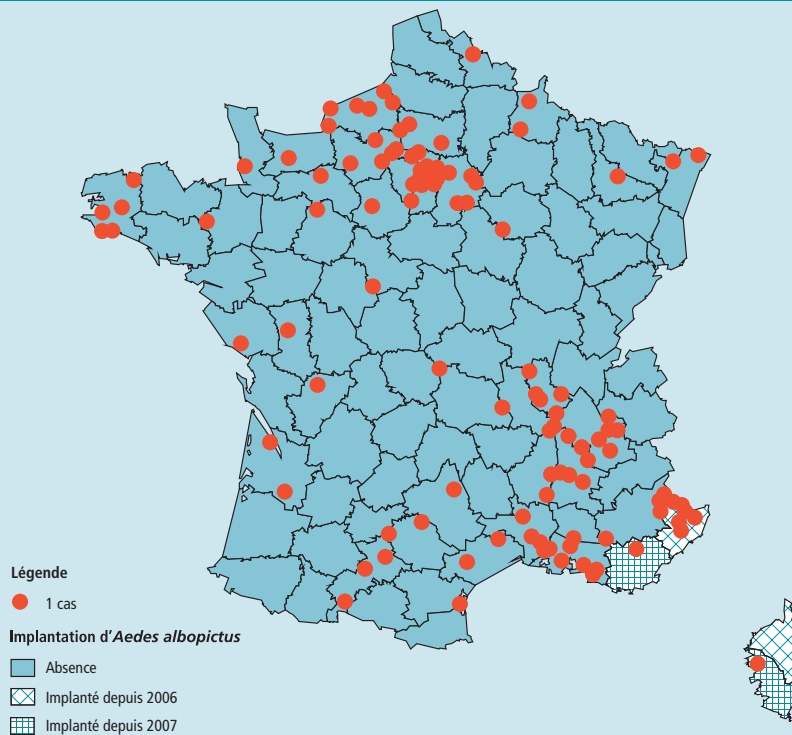 Légende
1 cas
Implantation d'Aedes albopictus
Absence
Implanté depuis 2006
Implanté depuis 2007